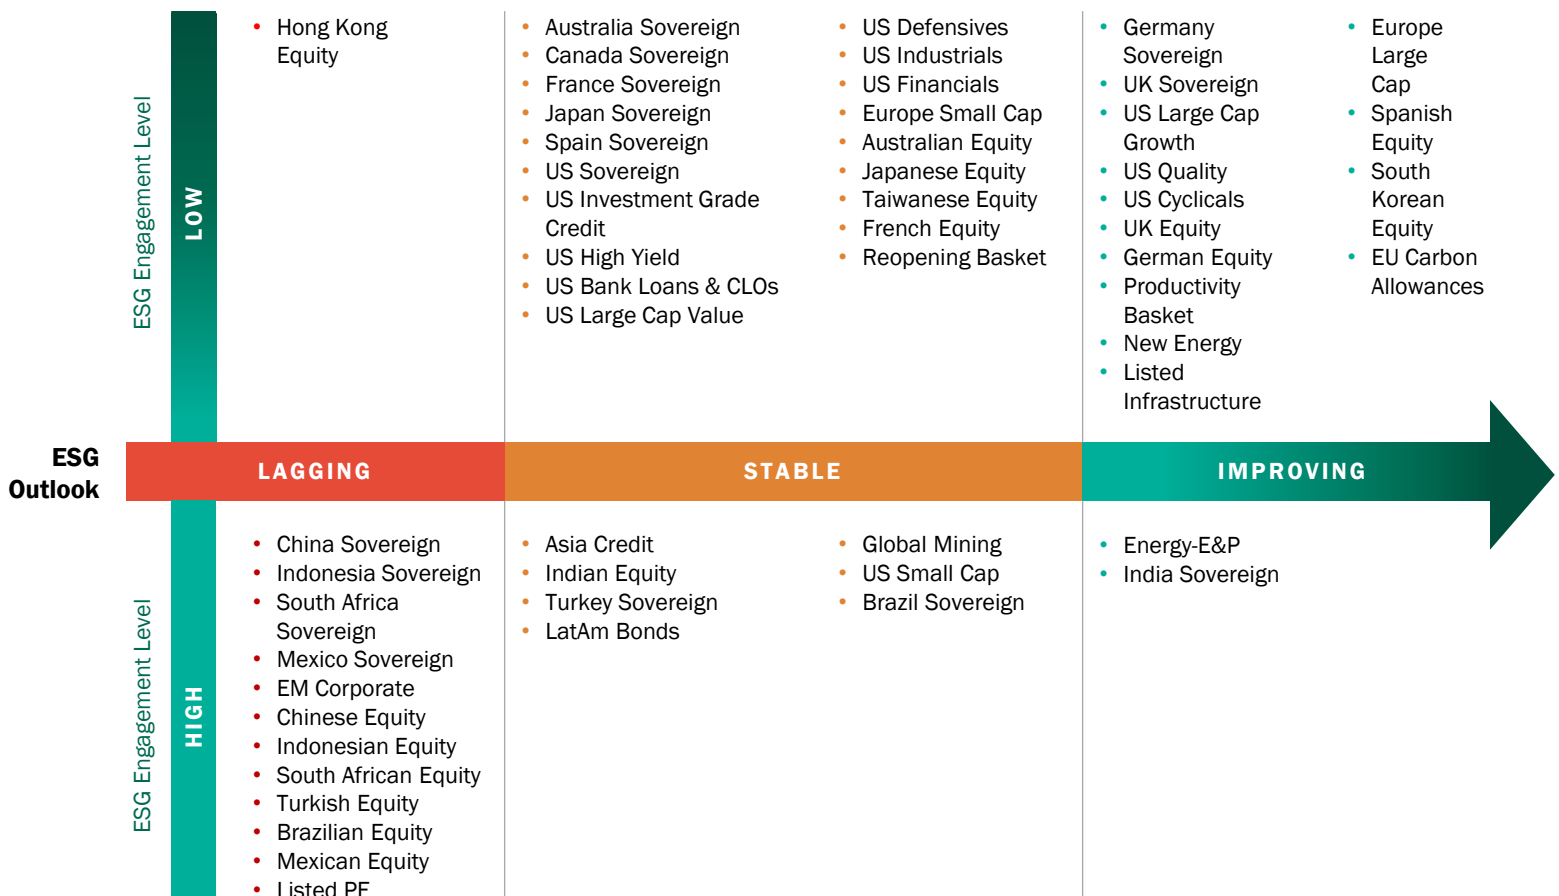 Hong Kong
Equity
Australia Sovereign
Canada Sovereign
France Sovereign
Japan Sovereign
Spain Sovereign
US Sovereign
US Investment Grade
Credit
US High Yield
US Bank Loans & CLOs
US Large Cap Value
US Defensives
US Industrials
US Financials
Europe Small Cap
Australian Equity
Japanese Equity
Taiwanese Equity
French Equity
Reopening Basket
Germany
Sovereign
UK Sovereign
US Large Cap
Growth
US Quality
US Cyclicals
UK Equity
German Equity
Productivity
Basket
New Energy
Listed
Infrastructure
Europe
Large
Cap
Spanish
Equity
South
Korean
Equity
EU Carbon
Allowances
ESG Engagement Level
LOW
ESG
Outlook
LAGGING
STABLE
IMPROVING
ESG Engagement Level
HIGH
China Sovereign
Indonesia Sovereign
South Africa
Sovereign
Mexico Sovereign
EM Corporate
Chinese Equity
Indonesian Equity
South African Equity
Turkish Equity
Brazilian Equity
Mexican Equity
Listed PE
Asia Credit
Indian Equity
Turkey Sovereign
LatAm Bonds
Global Mining
US Small Cap
Brazil Sovereign
Energy-E&P
India Sovereign